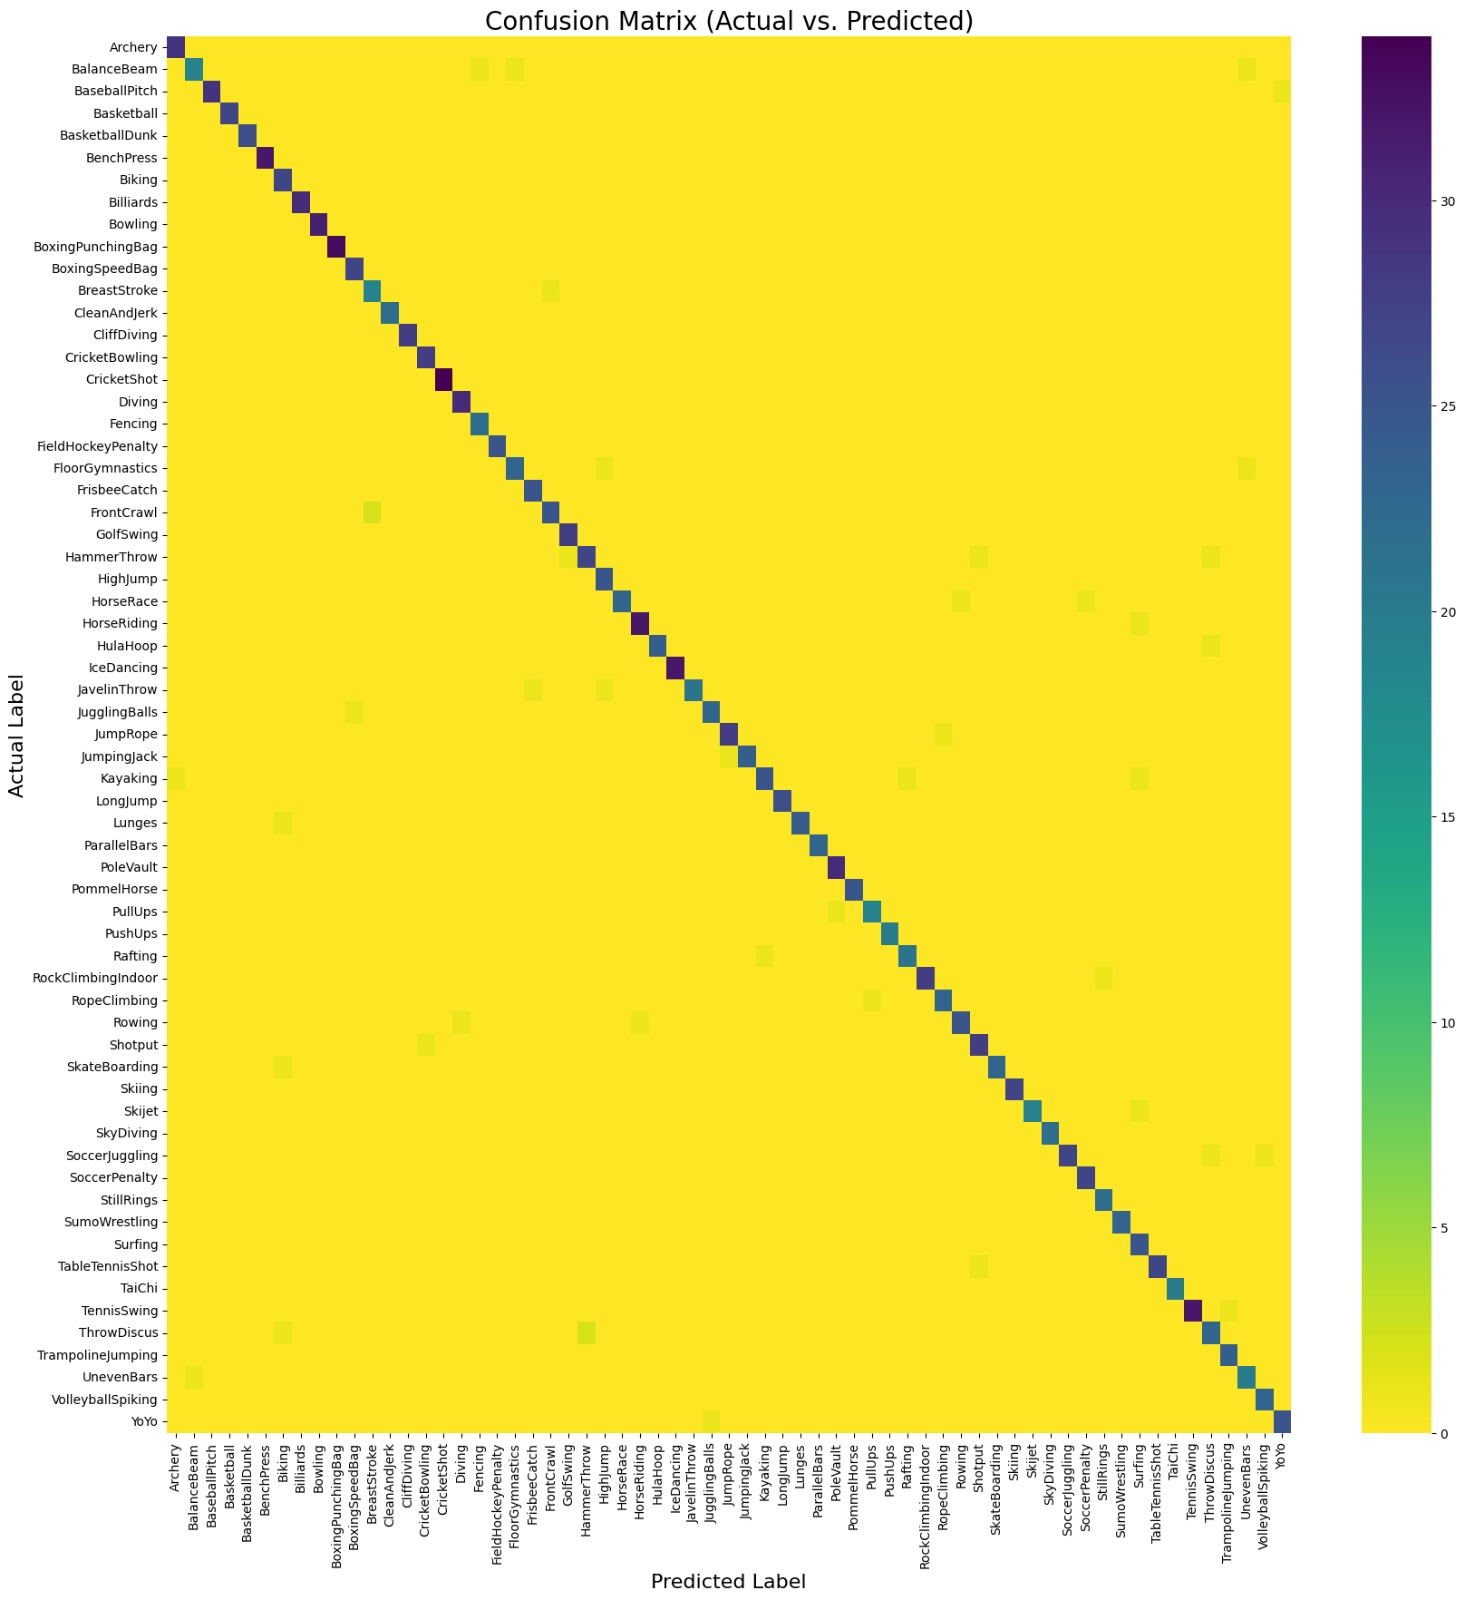 Confusion Matrix (Actual vs. Predicted)
Actual Label
Archery
BalanceBeam
BaseballPitch
Basketball
BasketballDunk
BenchPress
Biking
Billiards
Bowling
BoxingPunchingBag
BoxingSpeedBag
BreastStroke
CleanAndJerk
CliffDiving
CricketBowling
CricketShot
Diving
Fencing
FieldHockeyPenalty
FloorGymnastics
FrisbeeCatch
FrontCrawl
GolfSwing
HammerThrow
HighJump
HorseRace
HorseRiding
HulaHoop
IceDancing
JavelinThrow
JugglingBalls
JumpRope
JumpingJack
Kayaking
LongJump
Lunges
ParallelBars
PoleVault
PommelHorse
PullUps
PushUps
Rafting
RockClimbingIndoor
RopeClimbing
Rowing
Shotput
SkateBoarding
Skiing
Skijet
SkyDiving
SoccerJuggling
SoccerPenalty
StillRings
SumoWrestling
Surfing
TableTennisShot
TaiChi
TennisSwing
ThrowDiscus
TrampolineJumping
UnevenBars
VolleyballSpiking
YoYo
Archery
BalanceBeam
BaseballPitch
Basketball
BasketballDunk
BenchPress
Biking
Billiards
Bowling
BoxingPunchingBag
BoxingSpeedBag
BreastStroke
CleanAndJerk
CliffDiving
CricketBowling
CricketShot
Diving
Fencing
FieldHockeyPenalty
FloorGymnastics
FrisbeeCatch
FrontCrawl
GolfSwing
HammerThrow
HighJump
HorseRace
HorseRiding
HulaHoop
IceDancing
JavelinThrow
JugglingBalls
JumpRope
JumpingJack
Kayaking
LongJump
Lunges
ParallelBars
PoleVault
PommelHorse
PullUps
PushUps
Rafting
RockClimbingIndoor
RopeClimbing
Rowing
Shotput
SkateBoarding
Skiing
Skijet
SkyDiving
SoccerJuggling
SoccerPenalty
StillRings
SumoWrestling
Surfing
TableTennisShot
TaiChi
TennisSwing
ThrowDiscus
TrampolineJumping
UnevenBars
VolleyballSpiking
YoYo
Predicted Label
30
25
20
15
10
5
0